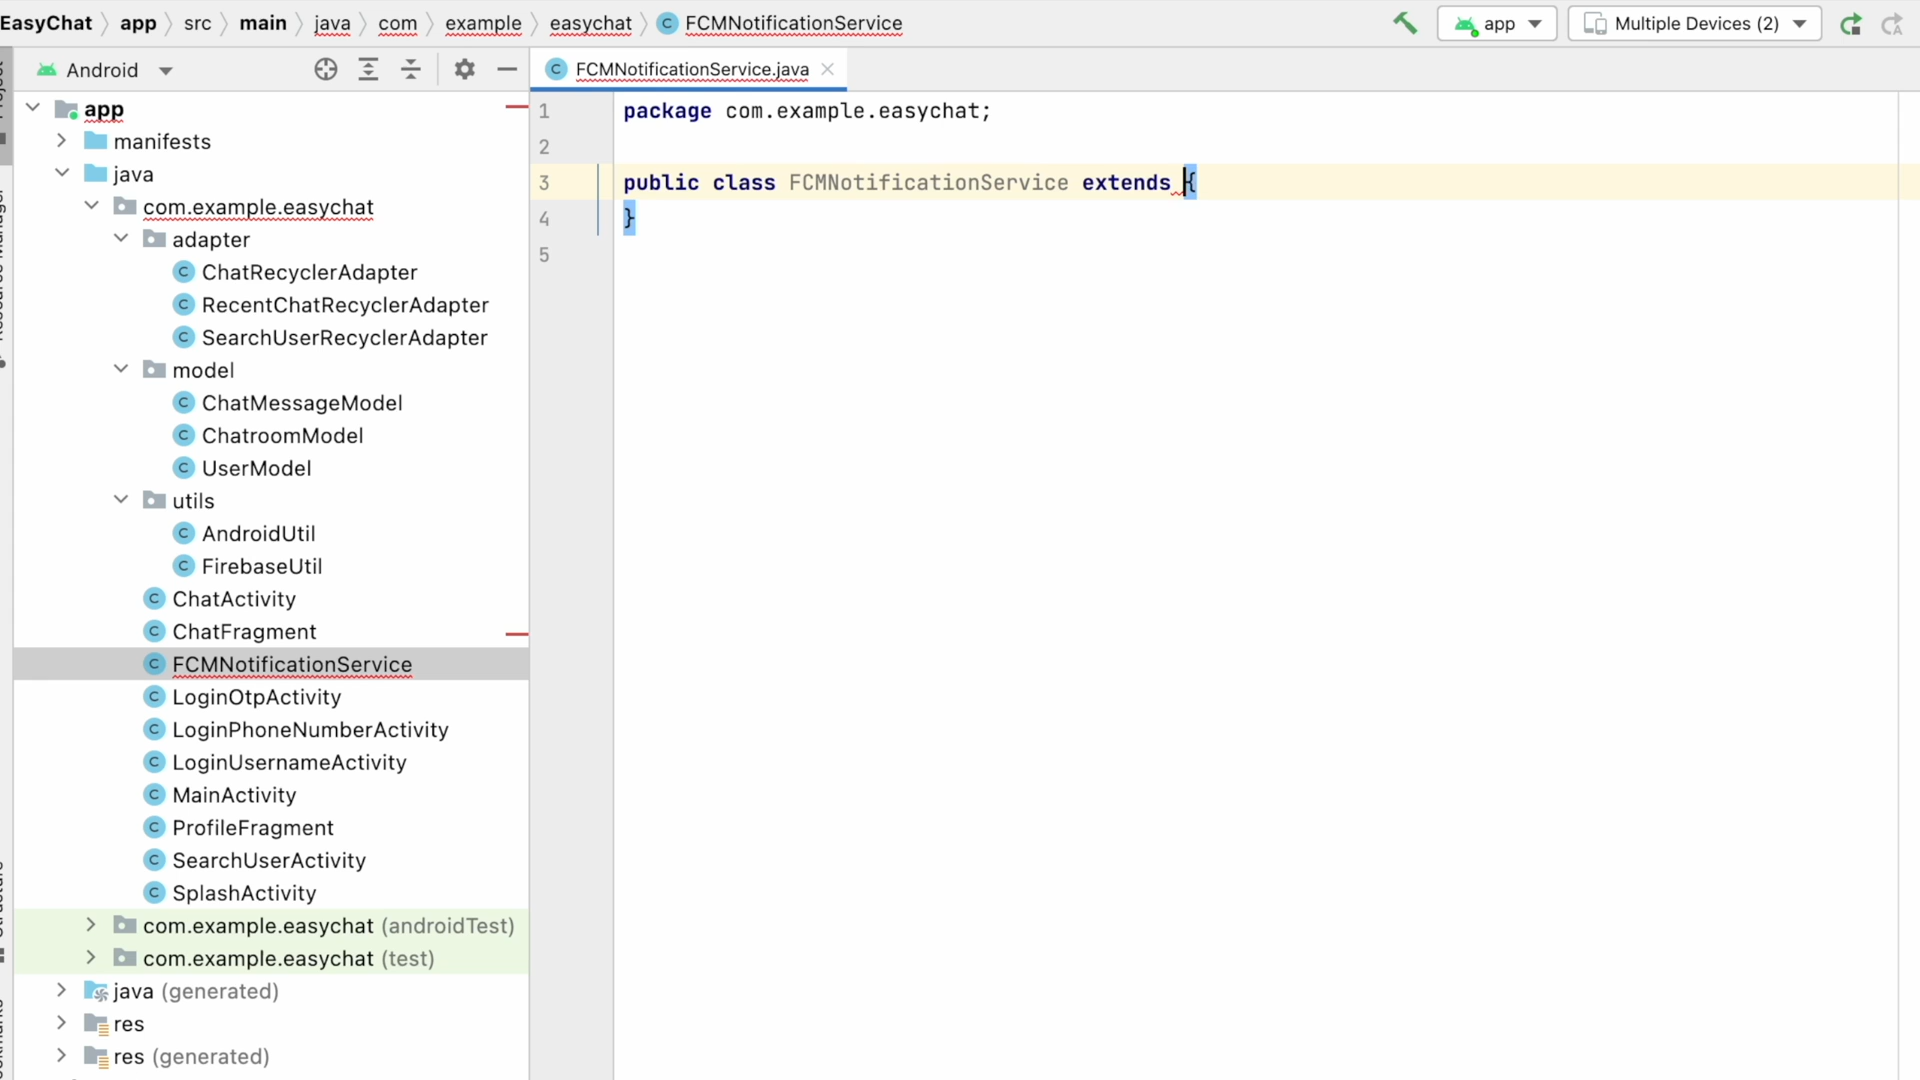 EasyChat app src main java com example easychat C FCMNotificationService app Multiple Devices (2)
Android
C FCMNotificationService.java
app
manifests
java
com.example.easychat
adapter
C ChatRecyclerAdapter
C RecentChatRecyclerAdapter
C SearchUserRecyclerAdapter
model
C ChatMessageModel
C ChatroomModel
C UserModel
utils
C AndroidUtil
C FirebaseUtil
C ChatActivity
C ChatFragment
C FCMNotificationService
C LoginOtpActivity
C LoginPhoneNumberActivity
C LoginUsernameActivity
C MainActivity
C ProfileFragment
C SearchUserActivity
C SplashActivity
com.example.easychat (androidTest)
com.example.easychat (test)
java (generated)
res
res (generated)
1 package com.example.easychat;
2
3 public class FCMNotificationService extends {
4 }
5